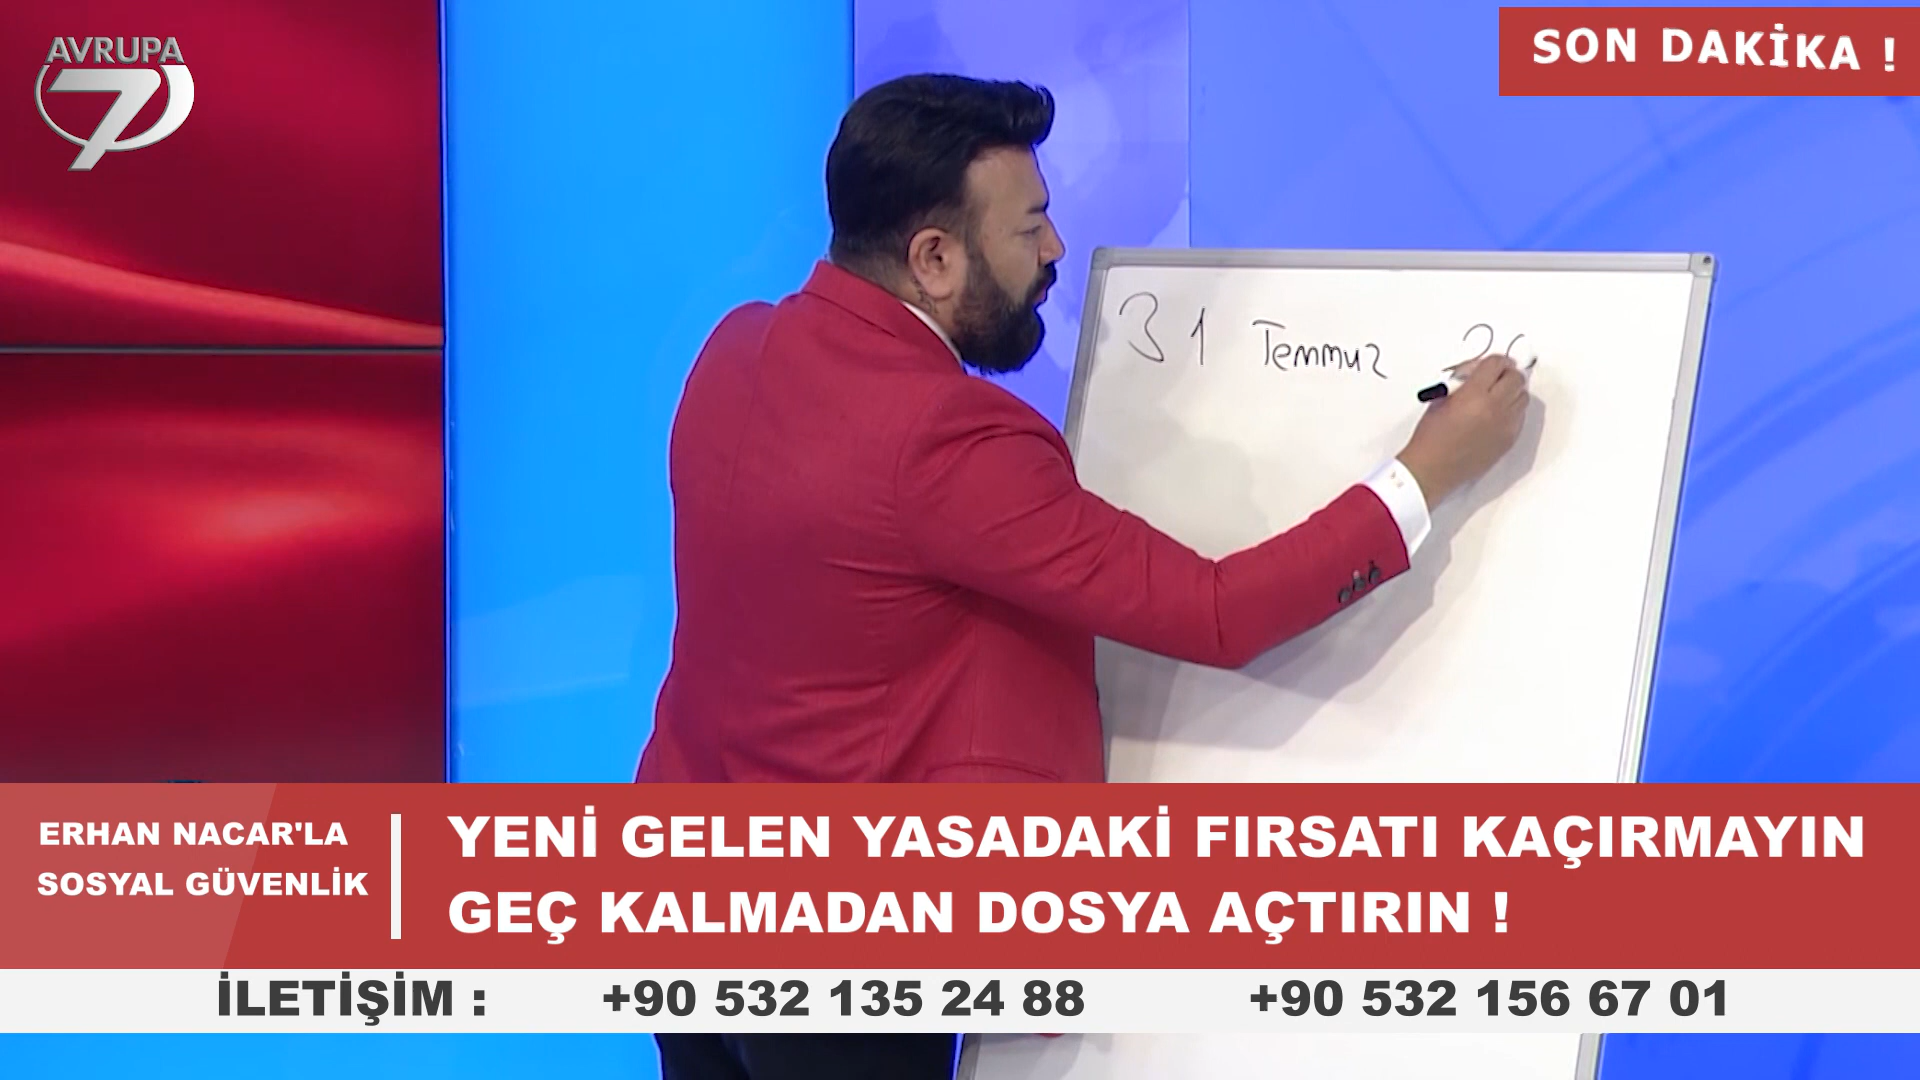 AVRUPA
7
SON DAKİKA !
31 Temmuz
ERHAN NACAR'LA
SOSYAL GÜVENLİK
YENİ GELEN YASADAKİ FIRSATI KAÇIRMAYIN
GEÇ KALMADAN DOSYA AÇTIRIN !
İLETİŞİM : +90 532 135 24 88 +90 532 156 67 01